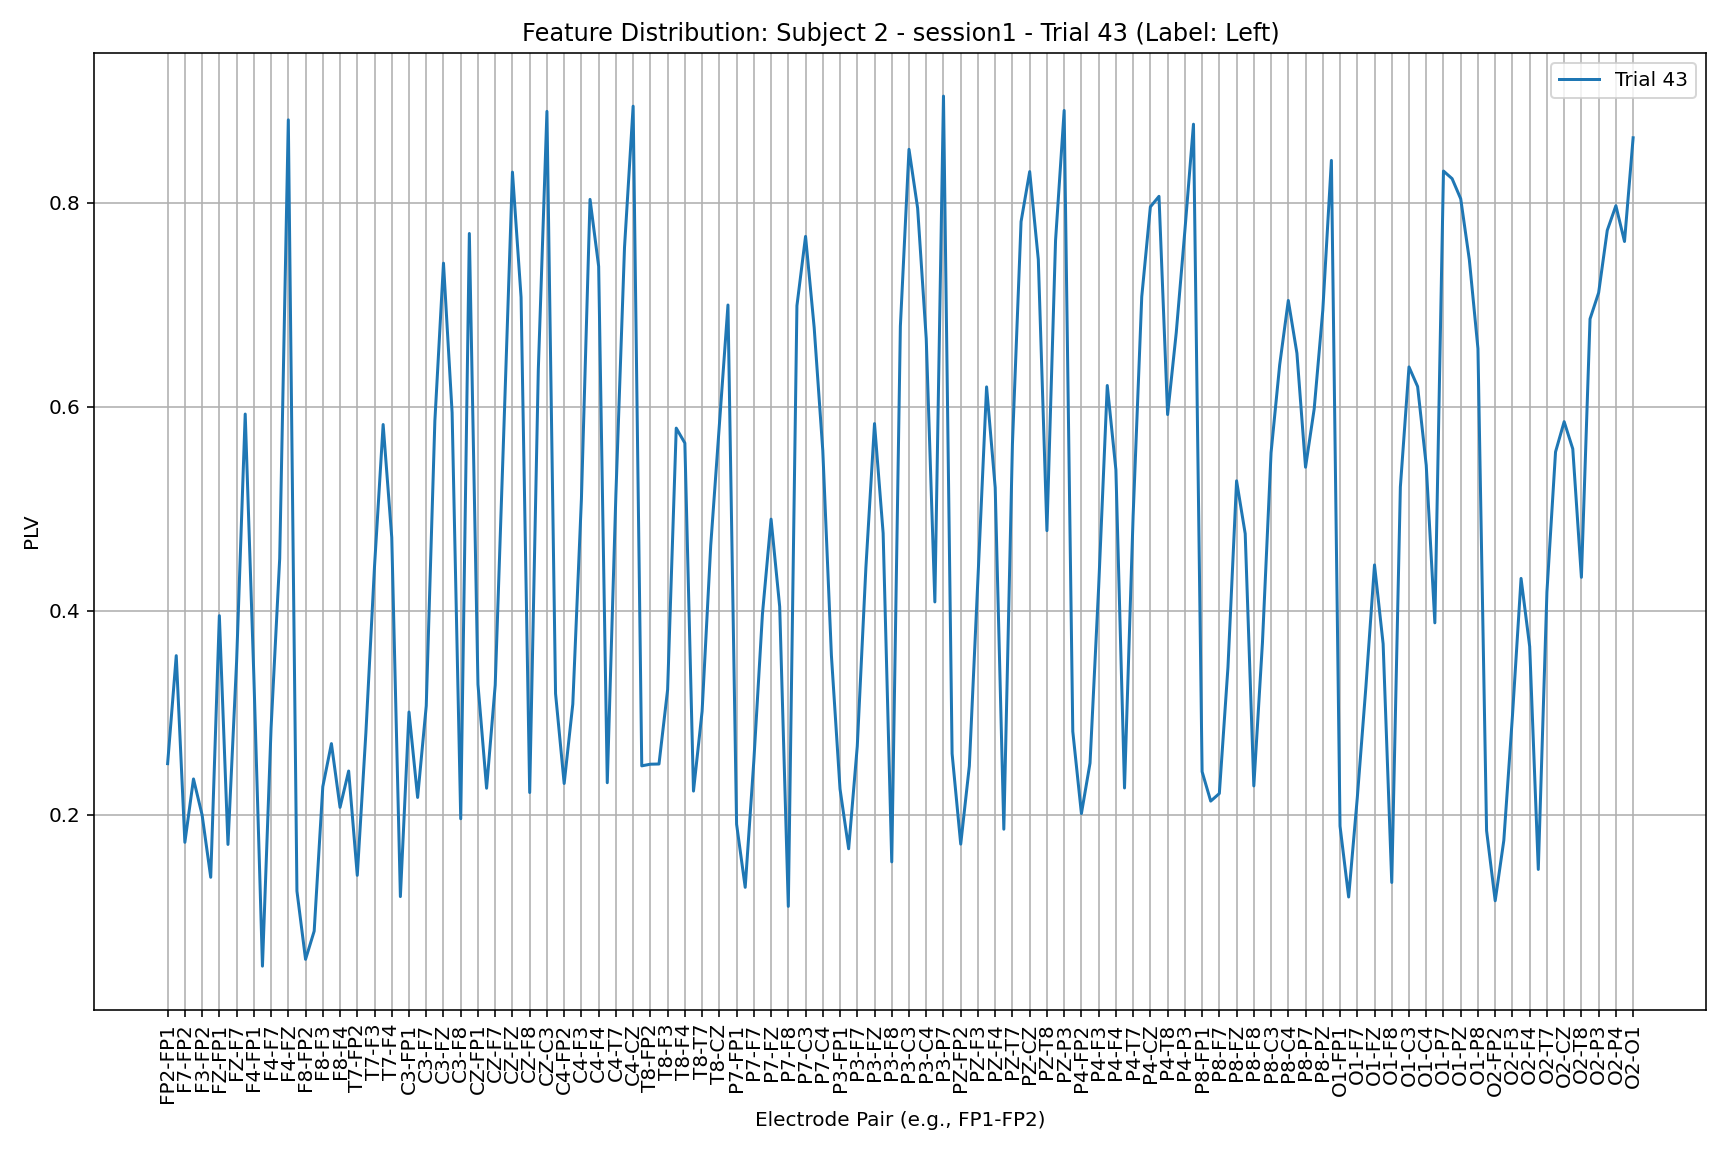 Feature Distribution: Subject 2 - session1 - Trial 43 (Label: Left)
Trial 43
PLV
0.8
0.6
0.4
0.2
FP2-FP1
F7-FP2
F3-FP2
FZ-FP1
FZ-F7
F4-FP1
F4-F7
F4-FZ
F8-FP2
F8-F3
F8-F4
T7-FP2
T7-F3
T7-F4
C3-FP1
C3-F7
C3-FZ
C3-F8
CZ-FP1
CZ-F7
CZ-FZ
CZ-F8
CZ-C3
C4-FP2
C4-F3
C4-F4
C4-T7
C4-CZ
T8-FP2
T8-F3
T8-F4
T8-T7
T8-CZ
P7-FP1
P7-F7
P7-FZ
P7-F8
P7-C3
P7-C4
P3-FP1
P3-F7
P3-FZ
P3-F8
P3-C3
P3-C4
P3-P7
PZ-FP2
PZ-F3
PZ-F4
PZ-T7
PZ-CZ
PZ-T8
PZ-P3
P4-FP2
P4-F3
P4-F4
P4-T7
P4-CZ
P4-T8
P4-P3
P8-FP1
P8-F7
P8-FZ
P8-F8
P8-C3
P8-C4
P8-P7
P8-PZ
O1-FP1
O1-F7
O1-FZ
O1-F8
O1-C3
O1-C4
O1-P7
O1-PZ
O1-P8
O2-FP2
O2-F3
O2-F4
O2-T7
O2-CZ
O2-T8
O2-P3
O2-P4
O2-O1
Electrode Pair (e.g., FP1-FP2)